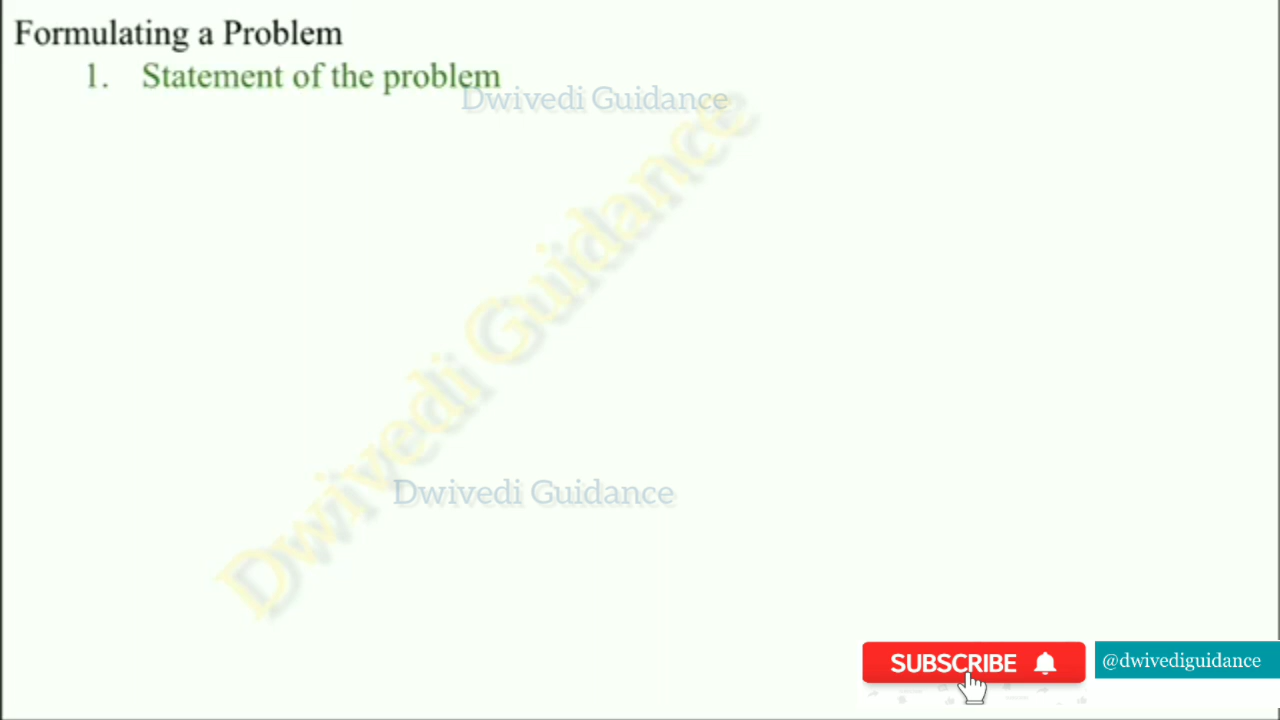 Formulating a Problem
1. Statement of the problem
Dwivedi Guidance
Dwivedi Guidance
Dwivedi Guidance
SUBSCRIBE
@dwivediguidance